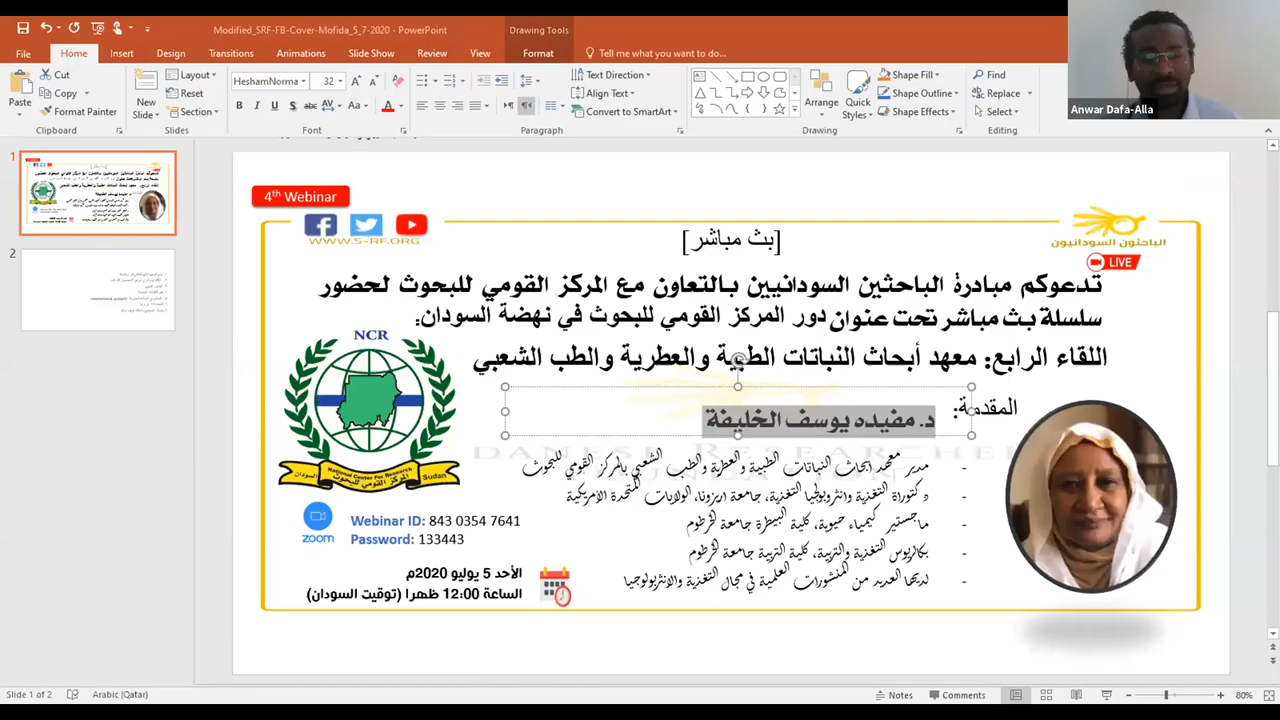 Modified_SRF-FB-Cover-Mofida_5_7-2020 - PowerPoint
Drawing Tools
File Home Insert Design Transitions Animations Slide Show Review View Format Tell me what you want to do...
Paste
Cut
Copy
Format Painter
Clipboard
New Slide
Layout
Reset
Section
Slides
HeshamNorma 32
Font
Text Direction
Align Text
Convert to SmartArt
Paragraph
Arrange
Quick Styles
Shape Fill
Shape Outline
Shape Effects
Drawing
Find
Replace
Select
Editing
Anwar Dafa-Alla
1
2
4th Webinar
WWW.S-RF.ORG
[بث مباشر]
الباحثون السودانيون
LIVE
تدعوكم مبادرة الباحثين السودانيين بالتعاون مع المركز القومي للبحوث لحضور
سلسلة بث مباشر تحت عنوان دور المركز القومي للبحوث في نهضة السودان:
اللقاء الرابع: معهد أبحاث النباتات الطبية والعطرية والطب الشعبي
المقدمة:
د. مفيده يوسف الخليفة
- مدير معهد ابحاث النباتات الطبية والعطرية والطب الشعبي بالمركز القومي للبحوث
- دكتوراة التغذية وانثروبولجيا التغذية، جامعة اريزونا، الولايات المتحدة الأمريكية
- ماجستير كيمياء حيوية، كلية البيطرة جامعة الخرطوم
- بكالريوس التغذية والتربية، كلية التربية جامعة الخرطوم
- لديها العديد من المنشورات العلمية في مجال التغذية والانثربولوجيا
NCR
National Center For Research
المركز القومي للبحوث
السودان
Sudan
zoom
Webinar ID: 843 0354 7641
Password: 133443
الأحد 5 يوليو 2020م
الساعة 12:00 ظهرا (توقيت السودان)
Slide 1 of 2 Arabic (Qatar) Notes Comments 80%